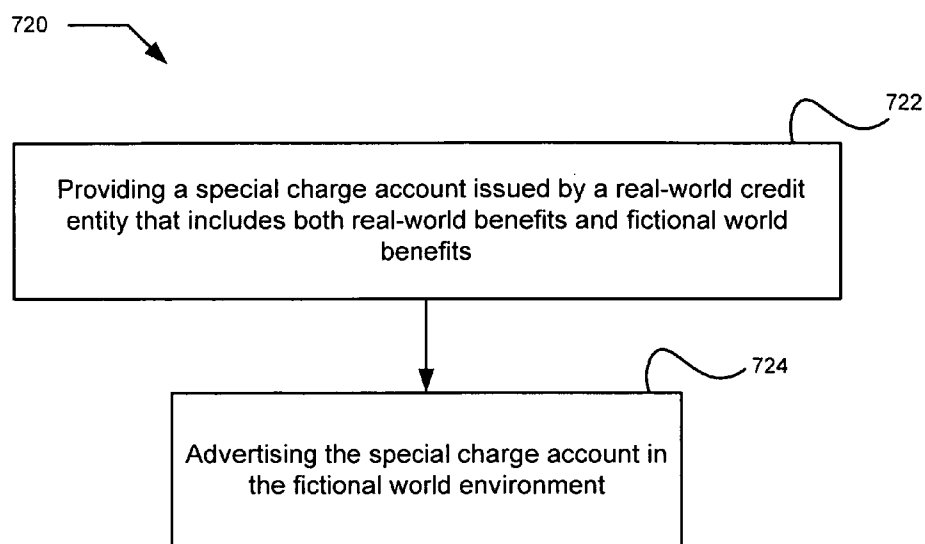 720
722
Providing a special charge account issued by a real-world credit
entity that includes both real-world benefits and fictional world
benefits
724
Advertising the special charge account in
the fictional world environment